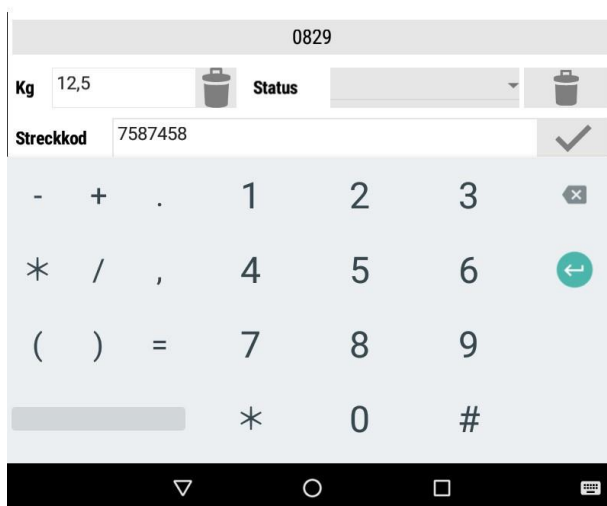 0829
Kg 12,5 Status
Streckkod 7587458
- + . 1 2 3
* / , 4 5 6
( ) = 7 8 9
* 0 #